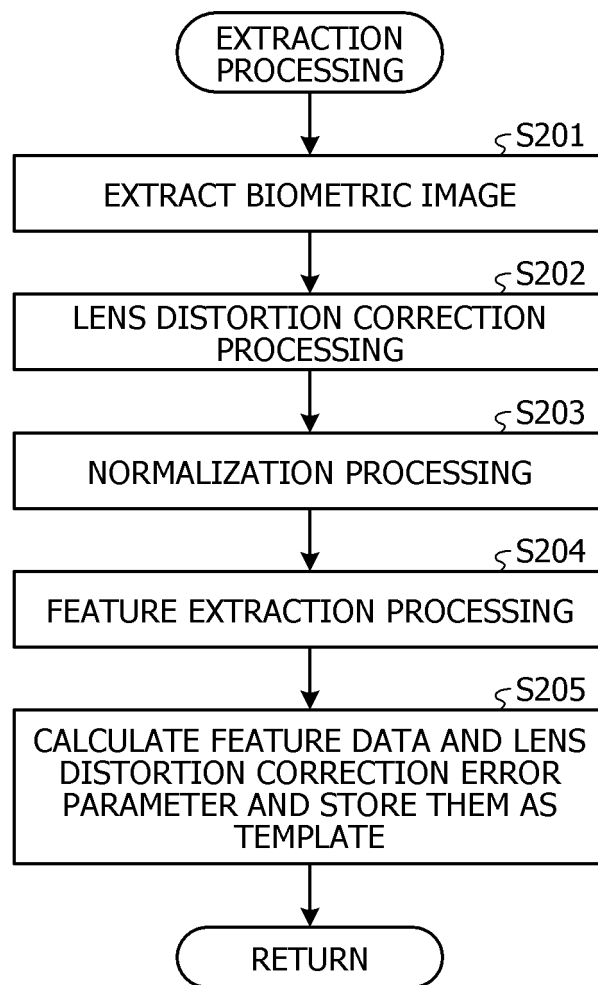 EXTRACTION
PROCESSING
S201
EXTRACT BIOMETRIC IMAGE
S202
LENS DISTORTION CORRECTION
PROCESSING
S203
NORMALIZATION PROCESSING
S204
FEATURE EXTRACTION PROCESSING
S205
CALCULATE FEATURE DATA AND LENS
DISTORTION CORRECTION ERROR
PARAMETER AND STORE THEM AS
TEMPLATE
RETURN